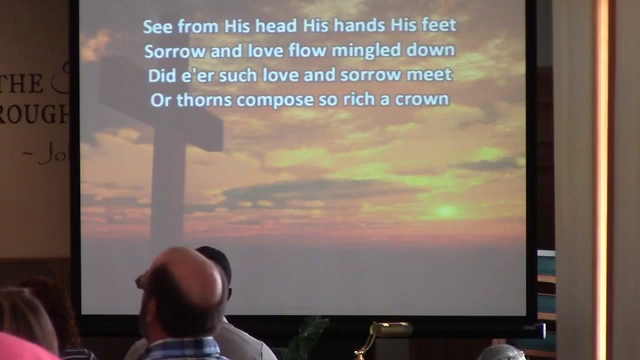 See from His head His hands His feet
Sorrow and love flow mingled down
Did e'er such love and sorrow meet
Or thorns compose so rich a crown
THE